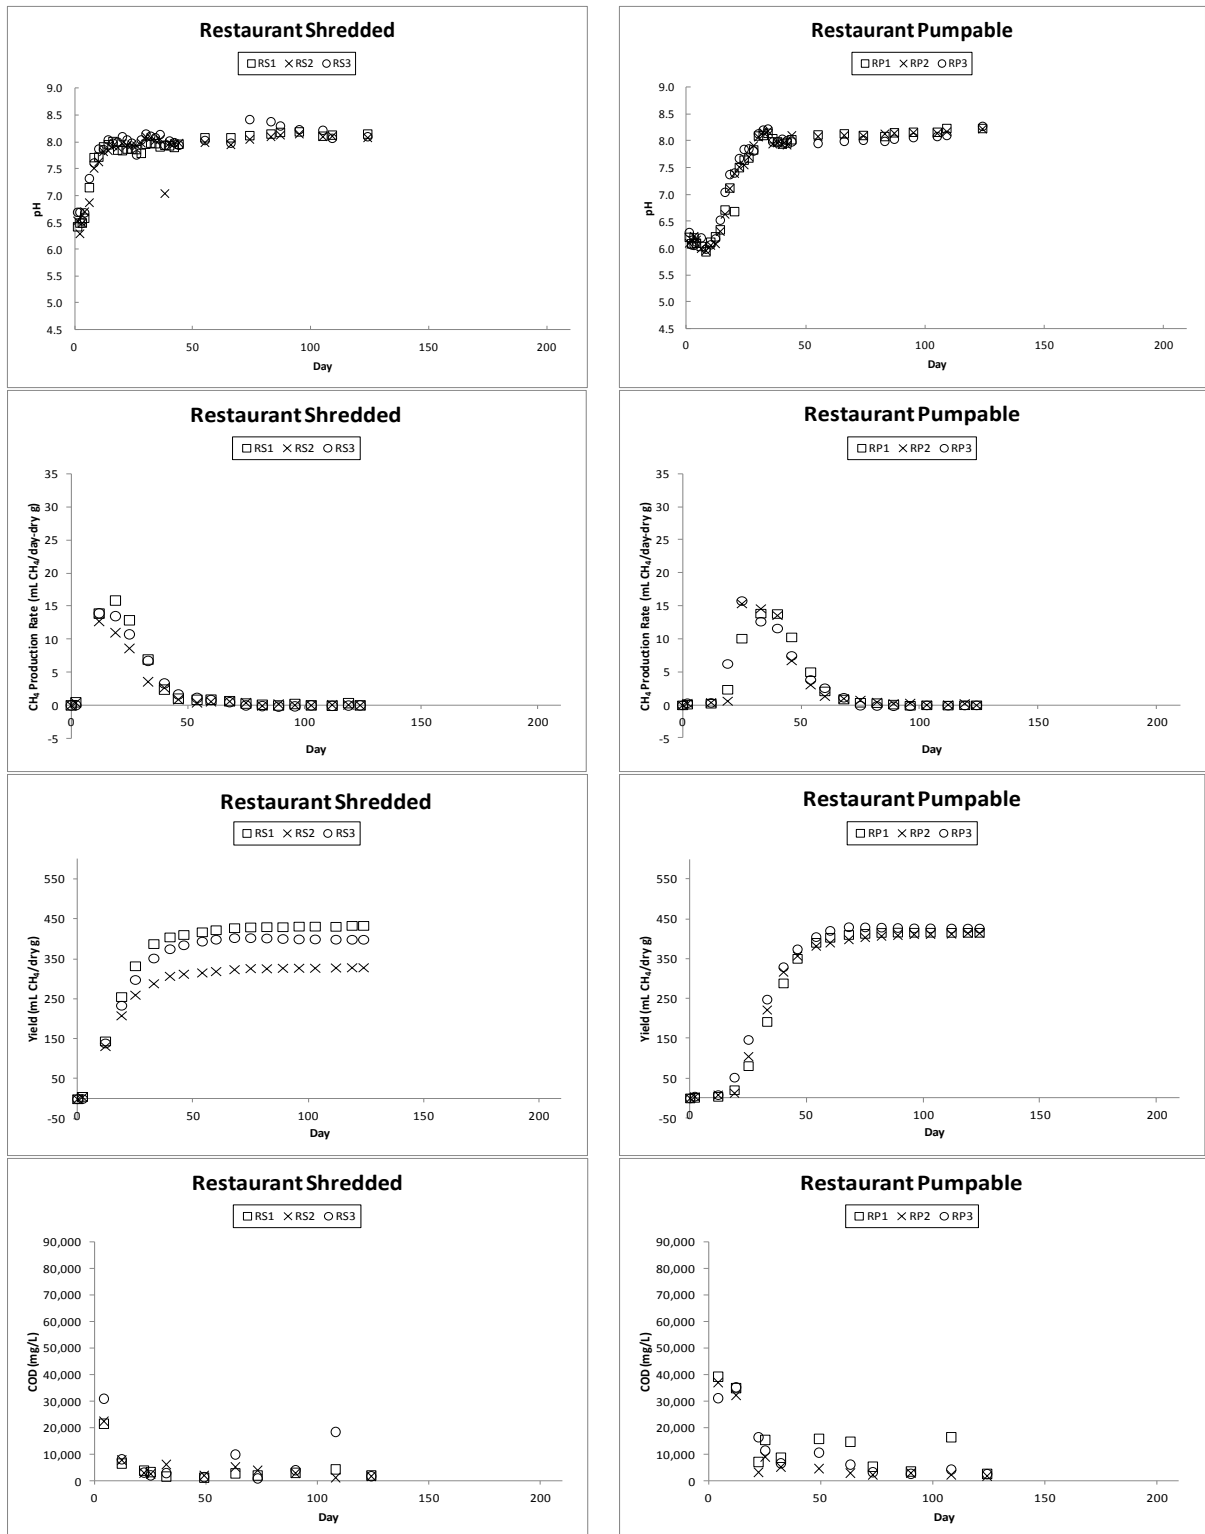 Restaurant Shredded
□RS1 ×RS2 ○RS3
9.0
8.5
8.0
7.5
7.0
6.5
6.0
5.5
5.0
4.5
pH
0 50 100 150 200
Day
Restaurant Pumpable
□RP1 ×RP2 ○RP3
9.0
8.5
8.0
7.5
7.0
6.5
6.0
5.5
5.0
4.5
pH
0 50 100 150 200
Day
Restaurant Shredded
□RS1 ×RS2 ○RS3
35
30
25
20
15
10
5
0
-5
CH₄ Production Rate (mL CH₄/day-dry g)
0 50 100 150 200
Day
Restaurant Pumpable
□RP1 ×RP2 ○RP3
35
30
25
20
15
10
5
0
-5
CH₄ Production Rate (mL CH₄/day-dry g)
0 50 100 150 200
Day
Restaurant Shredded
□RS1 ×RS2 ○RS3
550
450
350
250
150
50
-50
Yield (mL CH₄/dry g)
0 50 100 150 200
Day
Restaurant Pumpable
□RP1 ×RP2 ○RP3
550
450
350
250
150
50
-50
Yield (mL CH₄/dry g)
0 50 100 150 200
Day
Restaurant Shredded
□RS1 ×RS2 ○RS3
90,000
80,000
70,000
60,000
50,000
40,000
30,000
20,000
10,000
0
COD (mg/L)
0 50 100 150 200
Day
Restaurant Pumpable
□RP1 ×RP2 ○RP3
90,000
80,000
70,000
60,000
50,000
40,000
30,000
20,000
10,000
0
COD (mg/L)
0 50 100 150 200
Day